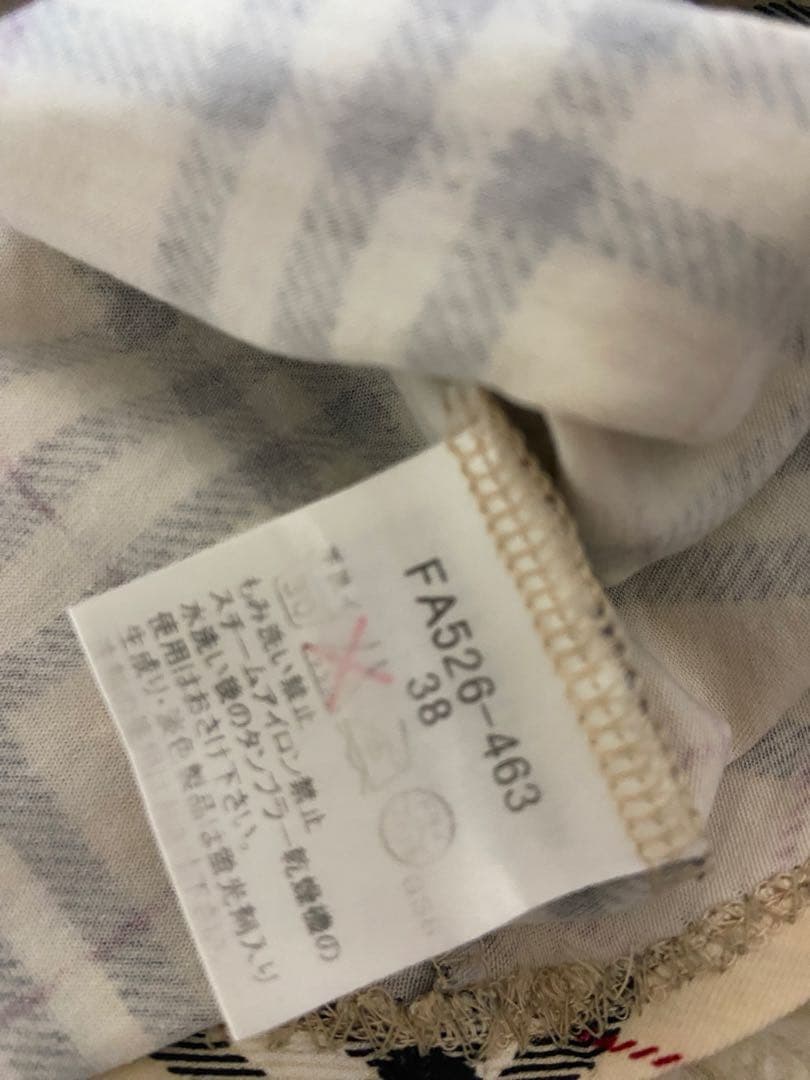 FA526-463
38
もみ洗い禁止
スチームアイロン禁止
水洗い後のタンブラー乾燥機の
使用はおさけ下さい。
生成り・淡色製品は蛍光剤入り